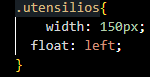 .utensilios{
width: 150px;
float: left;
}